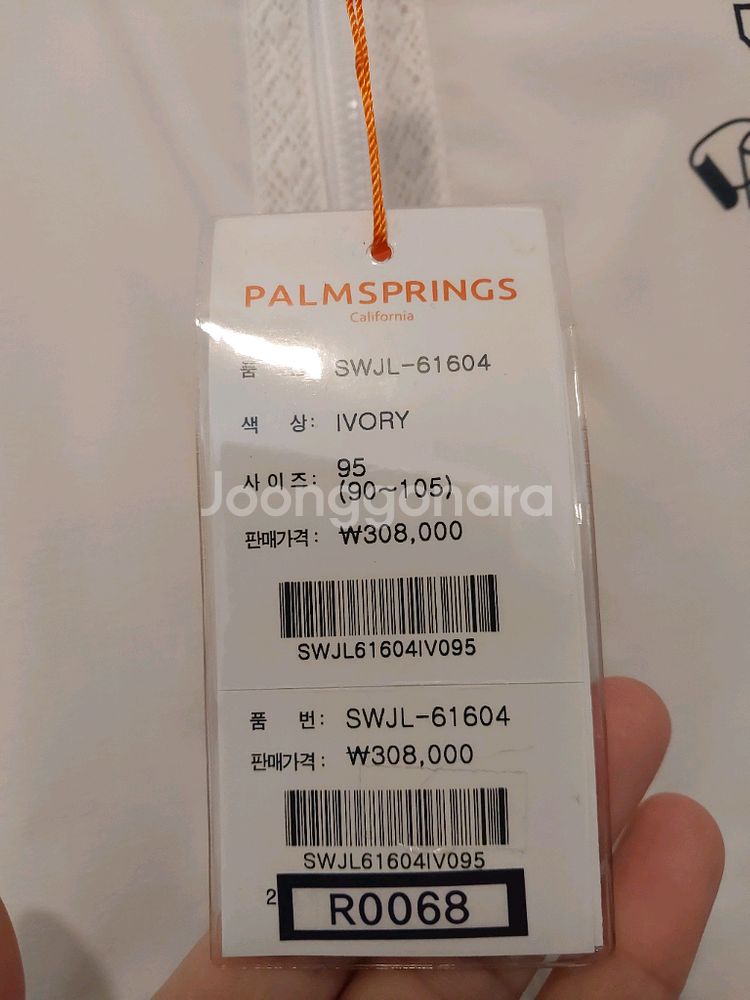 PALMSPRINGS
California
품 SWJL-61604
색 상: IVORY
사이즈: 95
(90~105)
Joonggonara
판매가격: ₩308,000
SWJL61604IV095
품 번: SWJL-61604
판매가격: ₩308,000
SWJL61604IV095
2
R0068